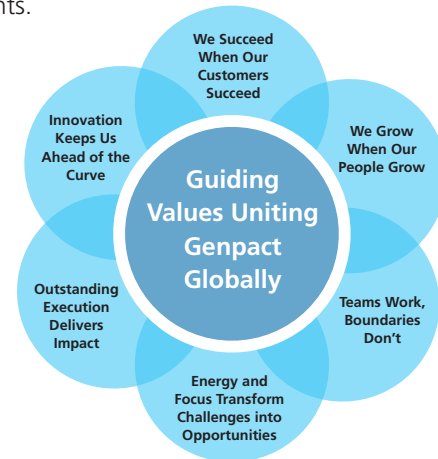 nts.
We Succeed
When Our
Customers
Succeed
We Grow
When Our
People Grow
Teams Work,
Boundaries
Don't
Energy and
Focus Transform
Challenges into
Opportunities
Outstanding
Execution
Delivers
Impact
Innovation
Keeps Us
Ahead of the
Curve
Guiding
Values Uniting
Genpact
Globally